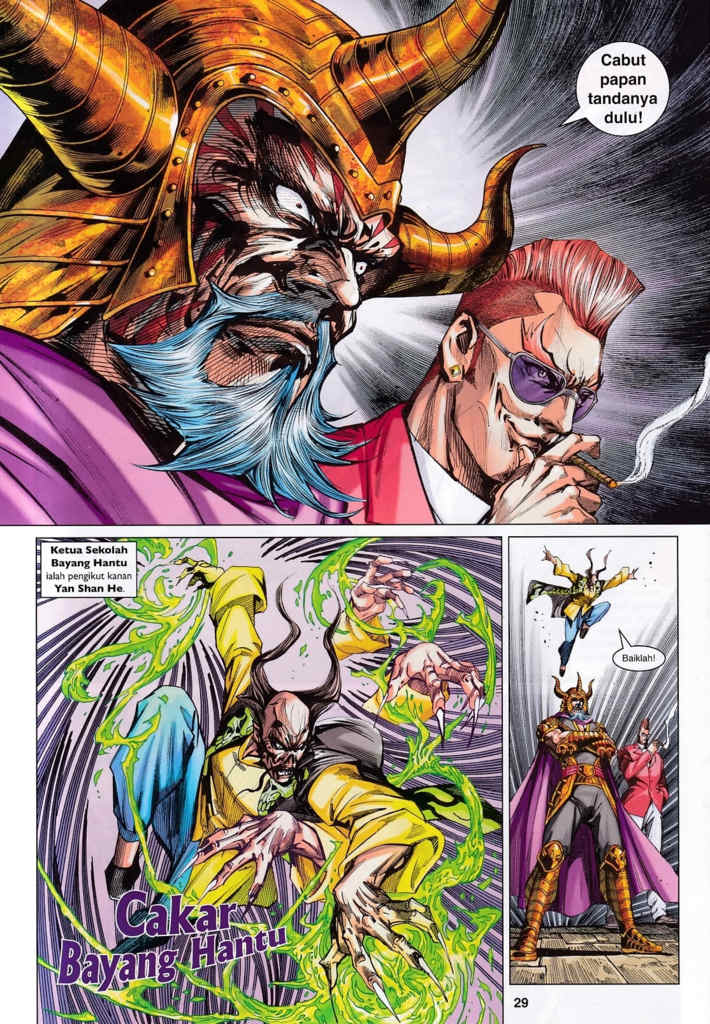 Cabut
papan
tandanya
dulu!
Ketua Sekolah
Bayang Hantu
ialah pengikut kanan
Yan Shan He.
Baiklah!
Cakar
Bayang Hantu
29